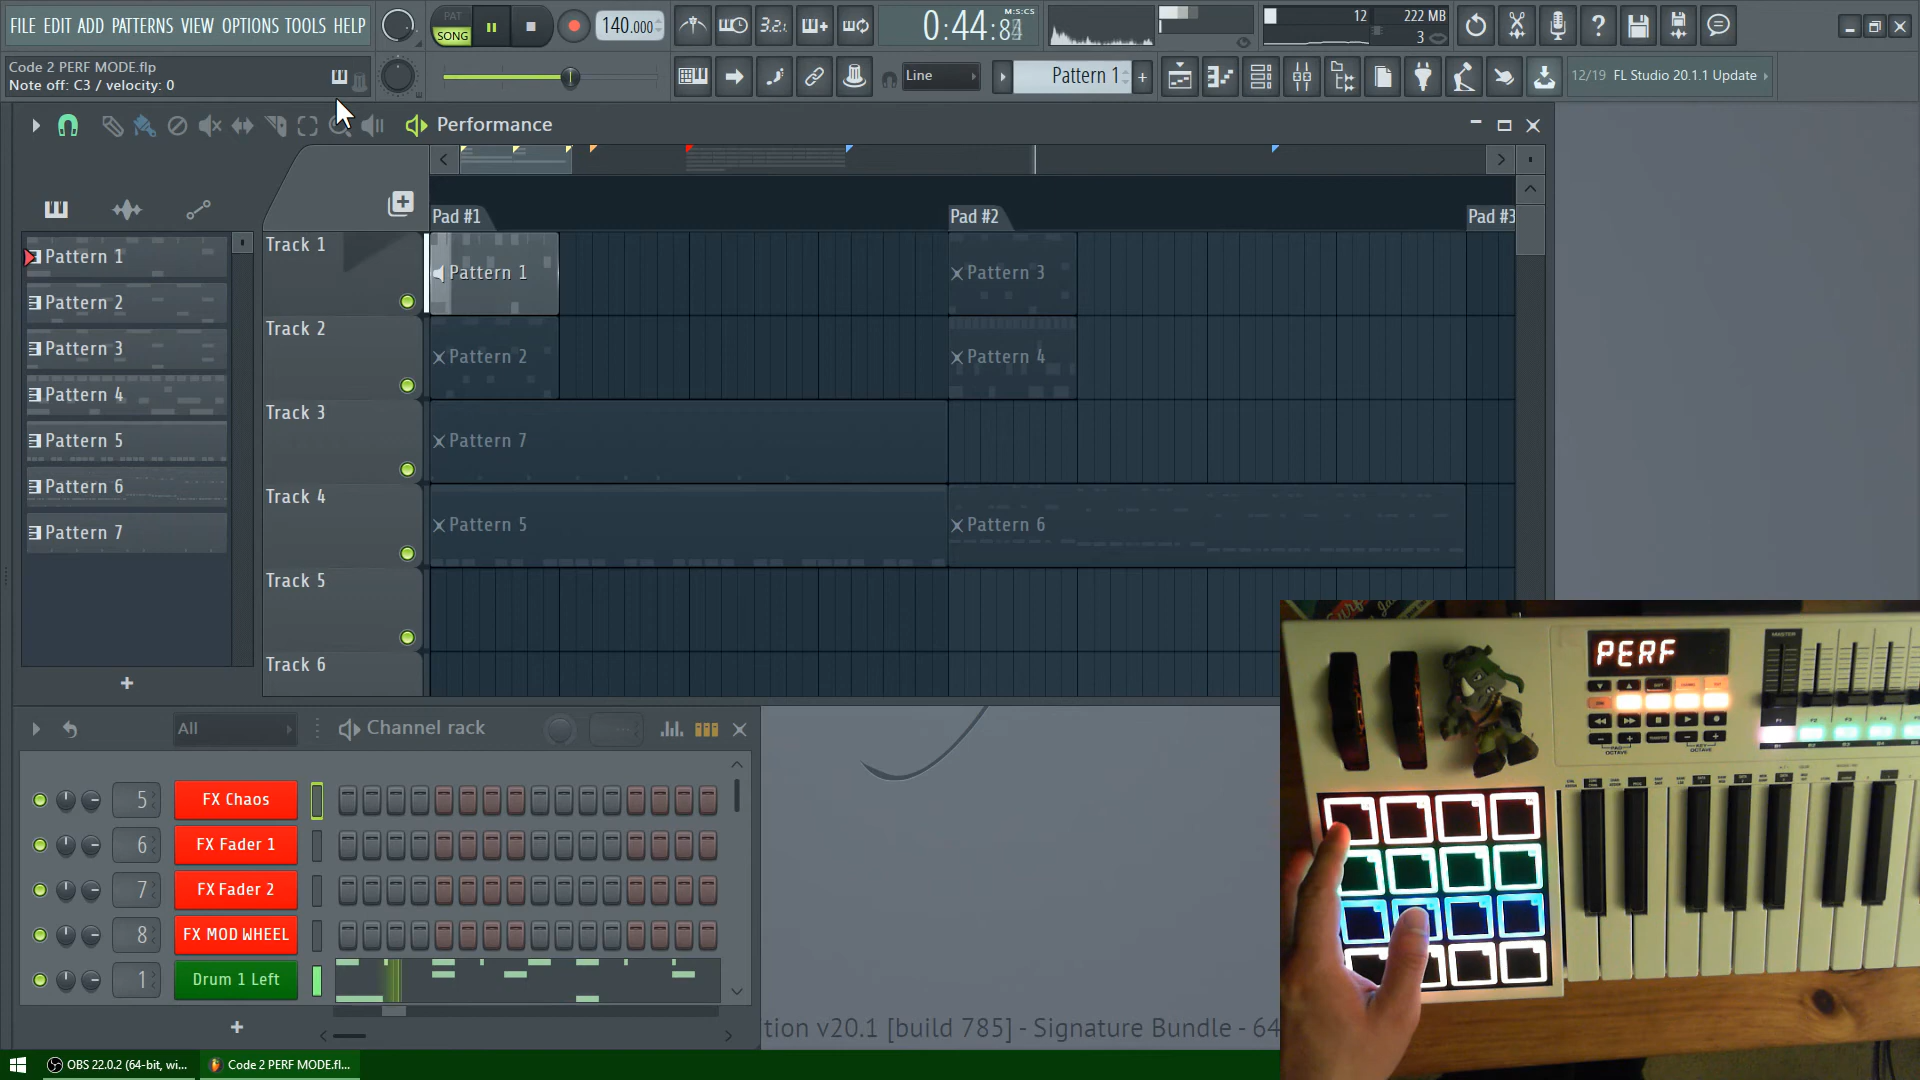 FILE EDIT ADD PATTERNS VIEW OPTIONS TOOLS HELP
PAT
SONG
140.000
3.2.
0:44:84
M:S:CS
12
222 MB
3
Code 2 PERF MODE.flp
Note off: C3 / velocity: 0
Line
Pattern 1
12/19 FL Studio 20.1.1 Update
Performance
Pad #1
Pad #2
Pad #3
Pattern 1
Pattern 2
Pattern 3
Pattern 4
Pattern 5
Pattern 6
Pattern 7
Track 1
Pattern 1
Pattern 3
Track 2
Pattern 2
Pattern 4
Track 3
Pattern 7
Track 4
Pattern 5
Pattern 6
Track 5
Track 6
PERF
All
Channel rack
5
FX Chaos
6
FX Fader 1
7
FX Fader 2
8
FX MOD WHEEL
1
Drum 1 Left
tion v20.1 [build 785] - Signature Bundle - 64
OBS 22.0.2 (64-bit, wi...
Code 2 PERF MODE.fl...